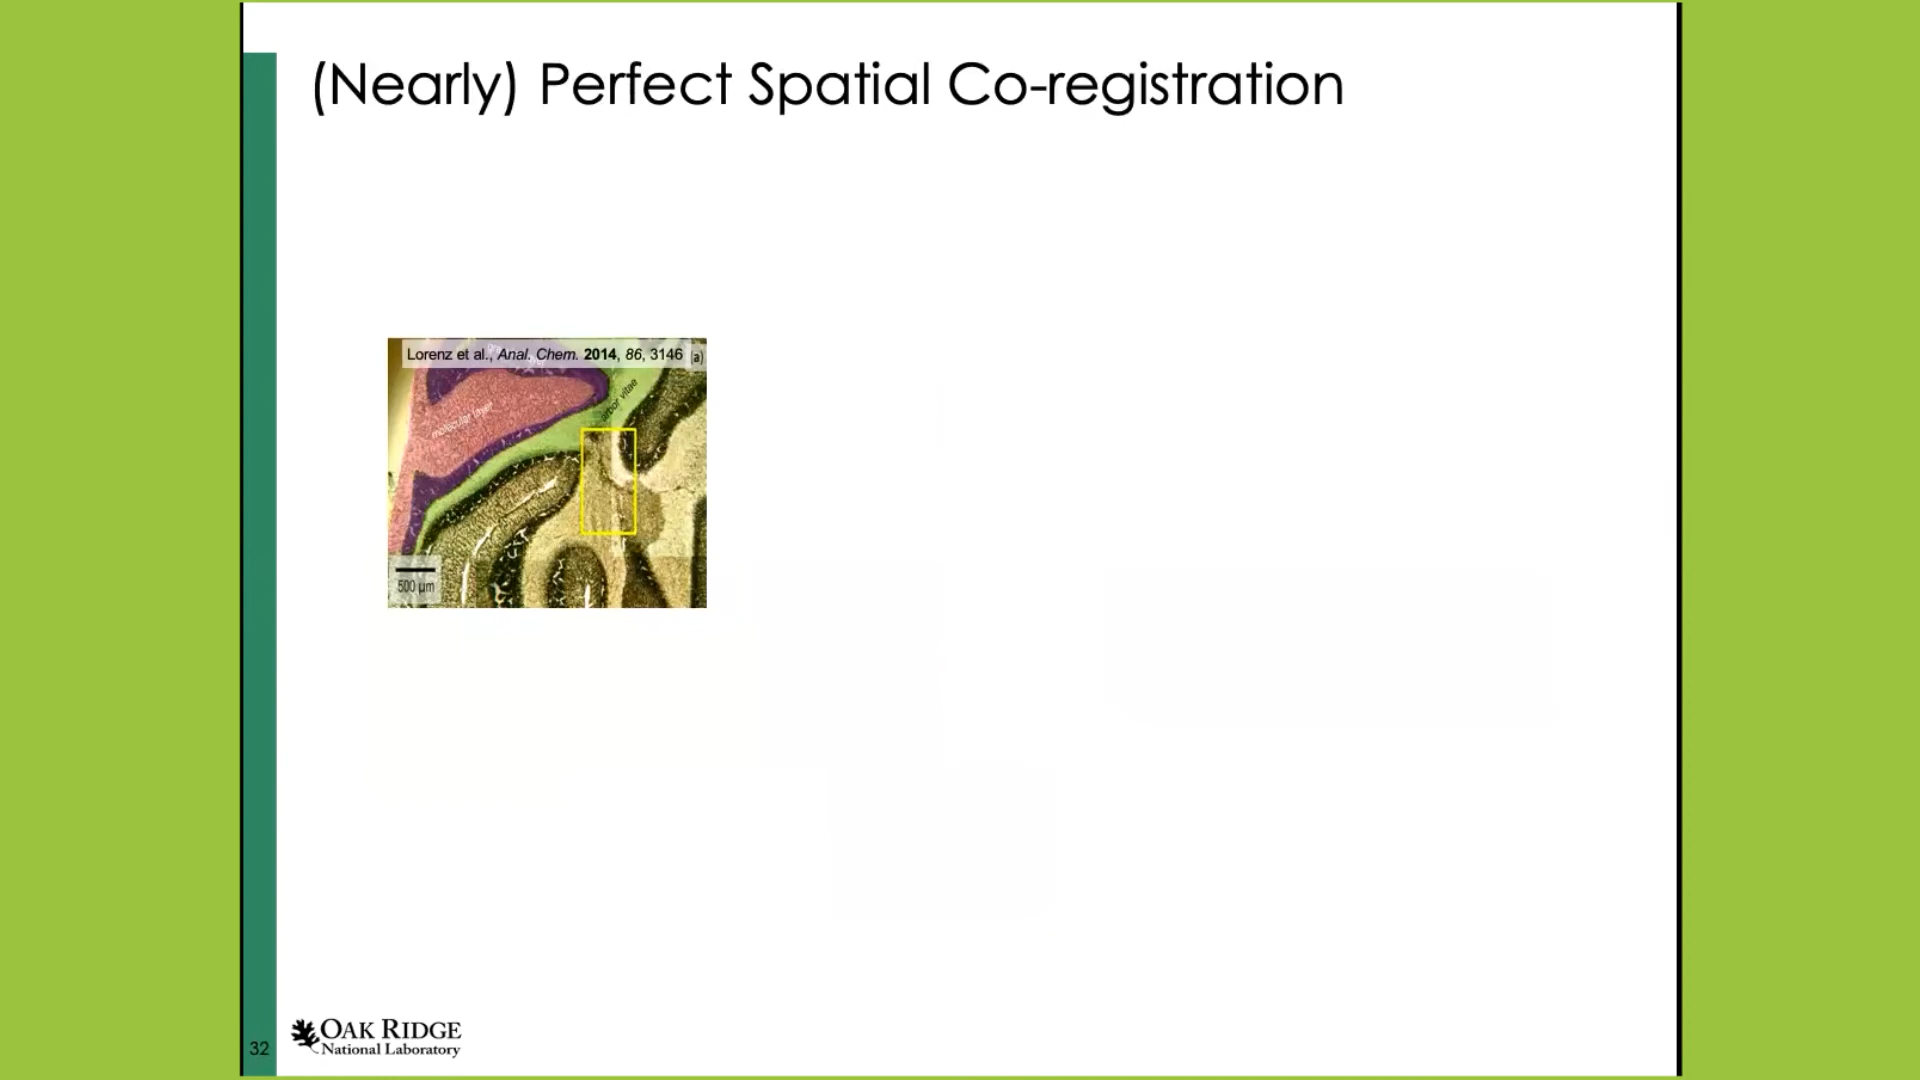 (Nearly) Perfect Spatial Co-registration
Lorenz et al., Anal. Chem. 2014, 86, 3146
(a)
arbor vitae
molecular layer
500 µm
32
OAK RIDGE
National Laboratory